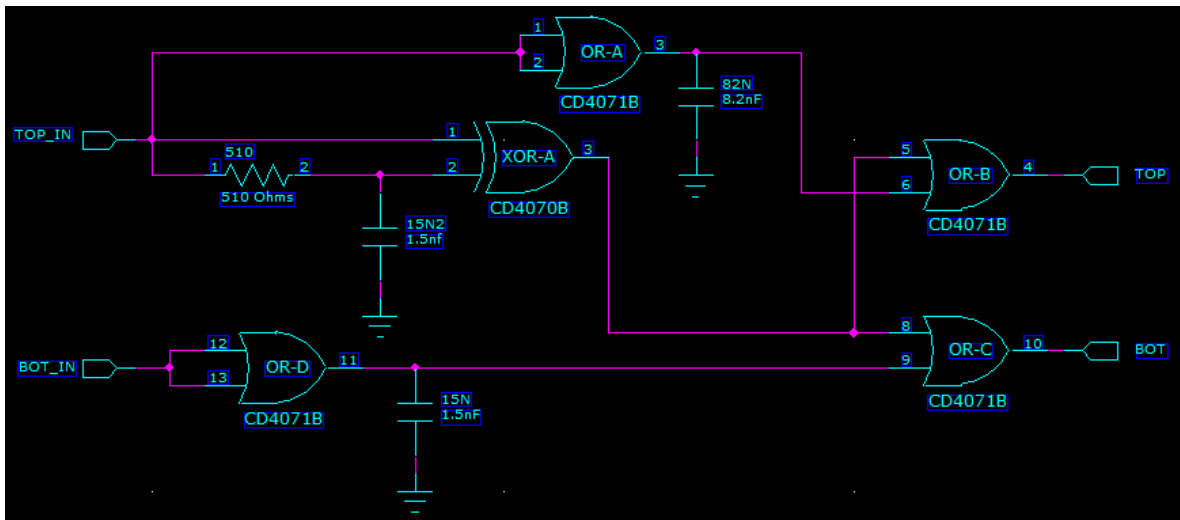 1
OR-A
3
2
CD4071B
82N
8.2nF
TOP_IN
1
XOR-A
3
2
CD4070B
510
1
2
510 Ohms
15N2
1.5nf
5
OR-B
4
6
CD4071B
TOP
BOT_IN
12
OR-D
11
13
CD4071B
15N
1.5nF
8
OR-C
10
9
CD4071B
BOT